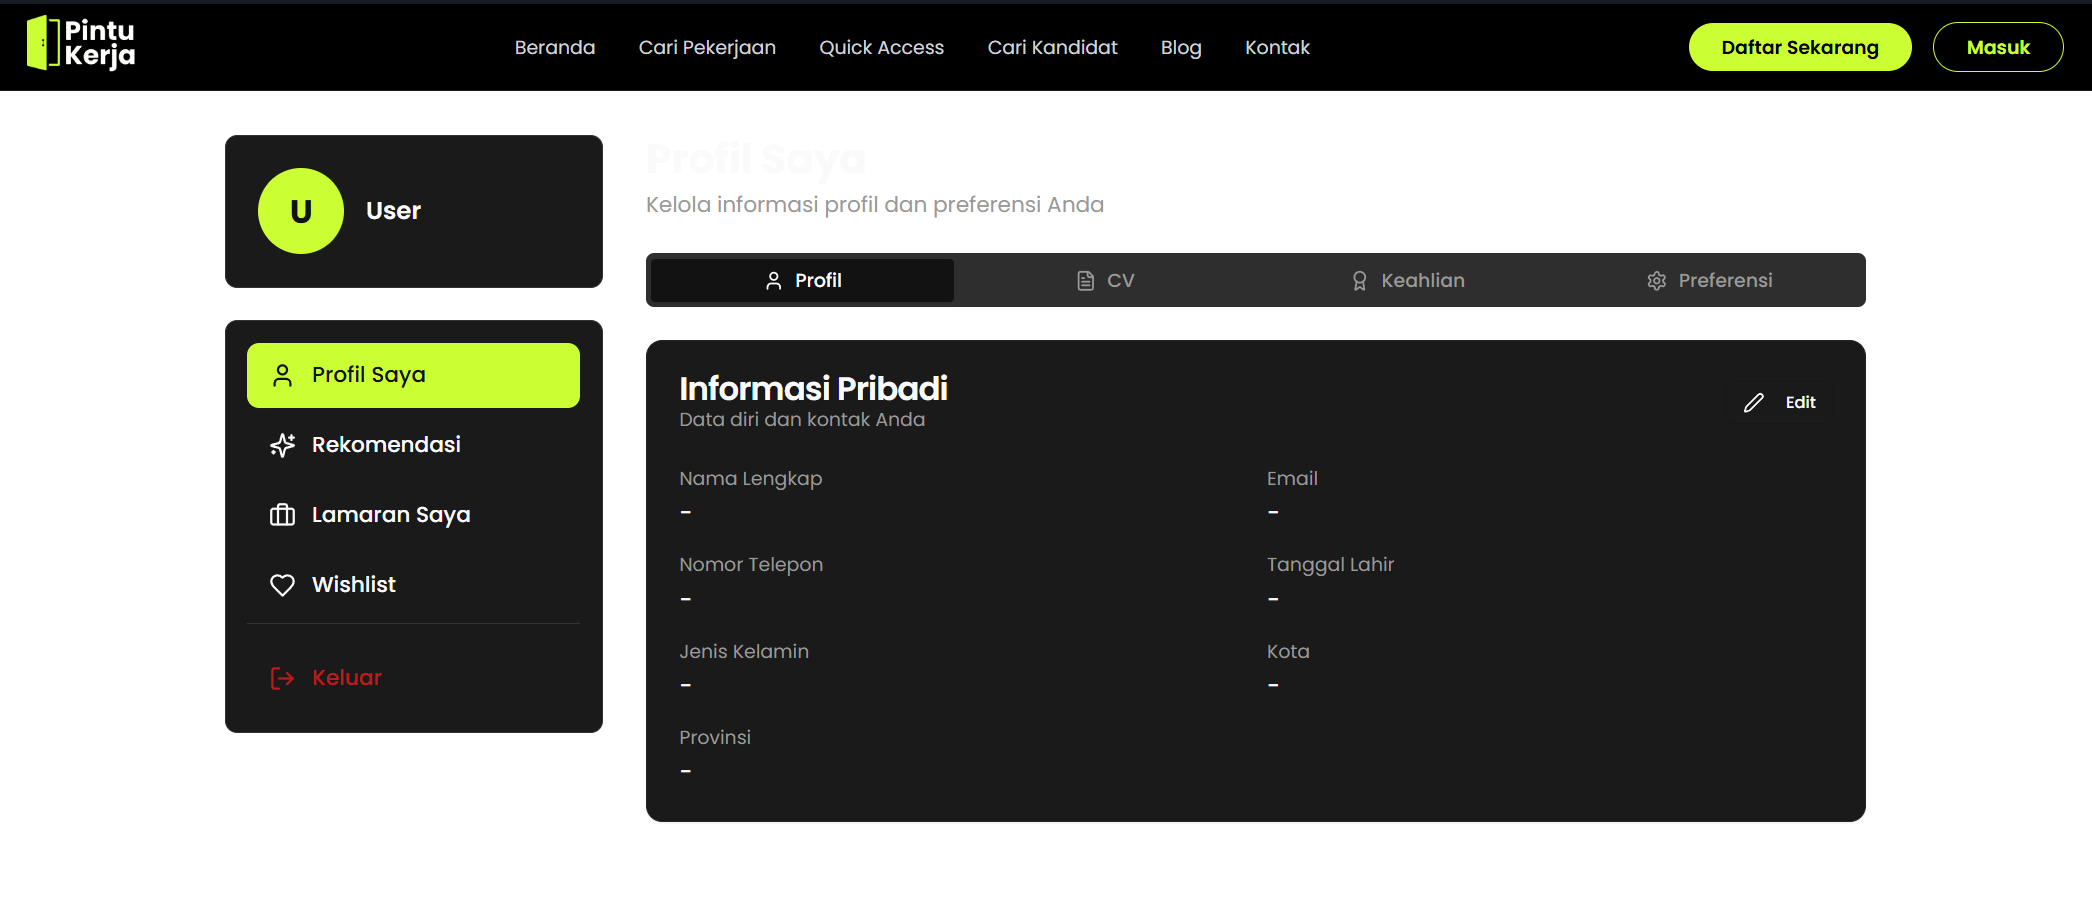 Pintu
Kerja
Beranda Cari Pekerjaan Quick Access Cari Kandidat Blog Kontak
Daftar Sekarang Masuk
U User
Profil Saya
Rekomendasi
Lamaran Saya
Wishlist
Keluar
Profil Saya
Kelola informasi profil dan preferensi Anda
Profil CV Keahlian Preferensi
Informasi Pribadi
Data diri dan kontak Anda
Edit
Nama Lengkap Email
- -
Nomor Telepon Tanggal Lahir
- -
Jenis Kelamin Kota
- -
Provinsi
-